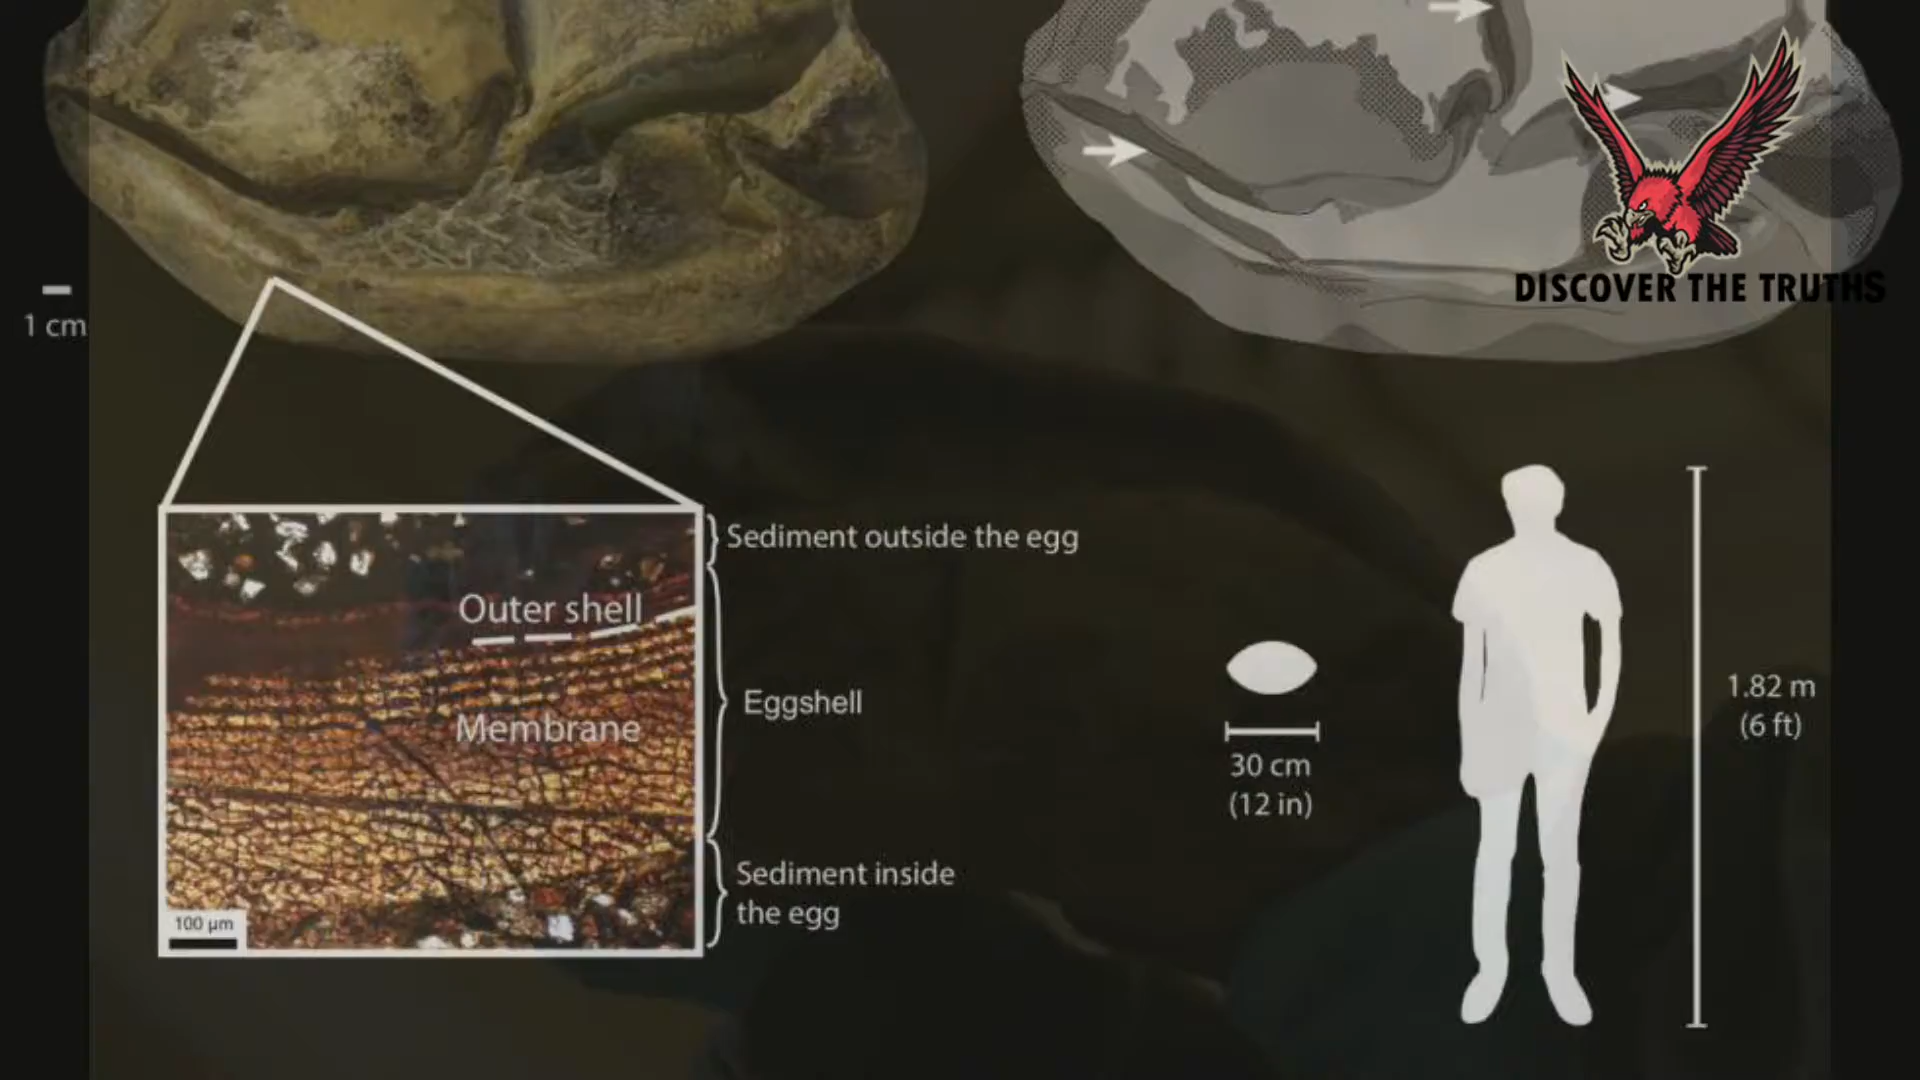 DISCOVER THE TRUTHS
1 cm
Sediment outside the egg
Outer shell
Eggshell
Membrane
Sediment inside
the egg
100 µm
30 cm
(12 in)
1.82 m
(6 ft)